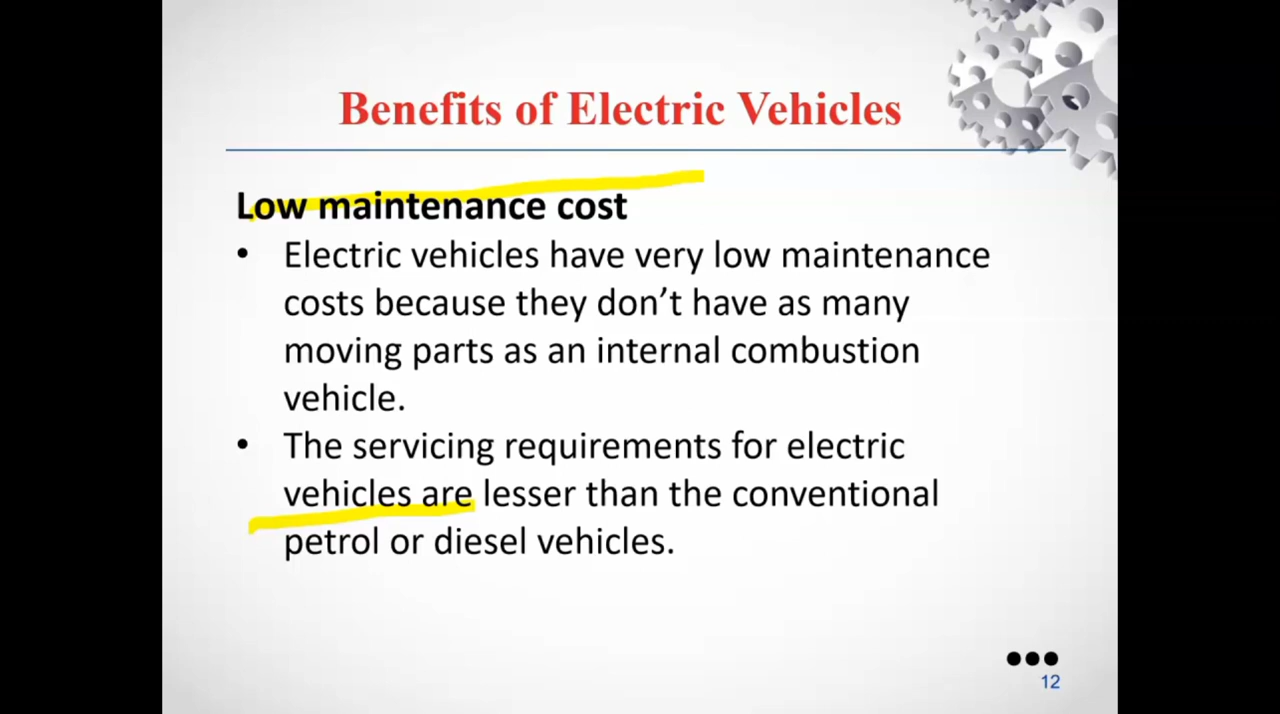 Benefits of Electric Vehicles
Low maintenance cost
• Electric vehicles have very low maintenance
costs because they don’t have as many
moving parts as an internal combustion
vehicle.
• The servicing requirements for electric
vehicles are lesser than the conventional
petrol or diesel vehicles.
12